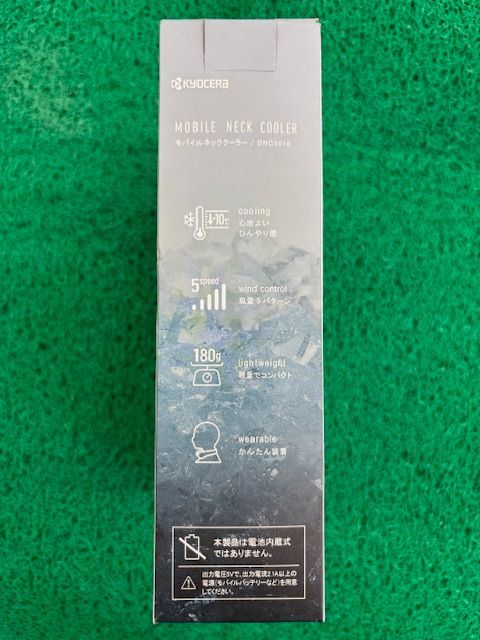 KYOCERA
MOBILE NECK COOLER
モバイルネッククーラー / DNC5010
-10℃
cooling
心地よい
ひんやり感
5speed
wind control
風量5パターン
180g
lightweight
軽量でコンパクト
wearable
かんたん装着
本製品は電池内蔵式
ではありません。
出力電圧5Vで、出力電流2.1A以上の
電源(モバイルバッテリーなど)を用意
してください。